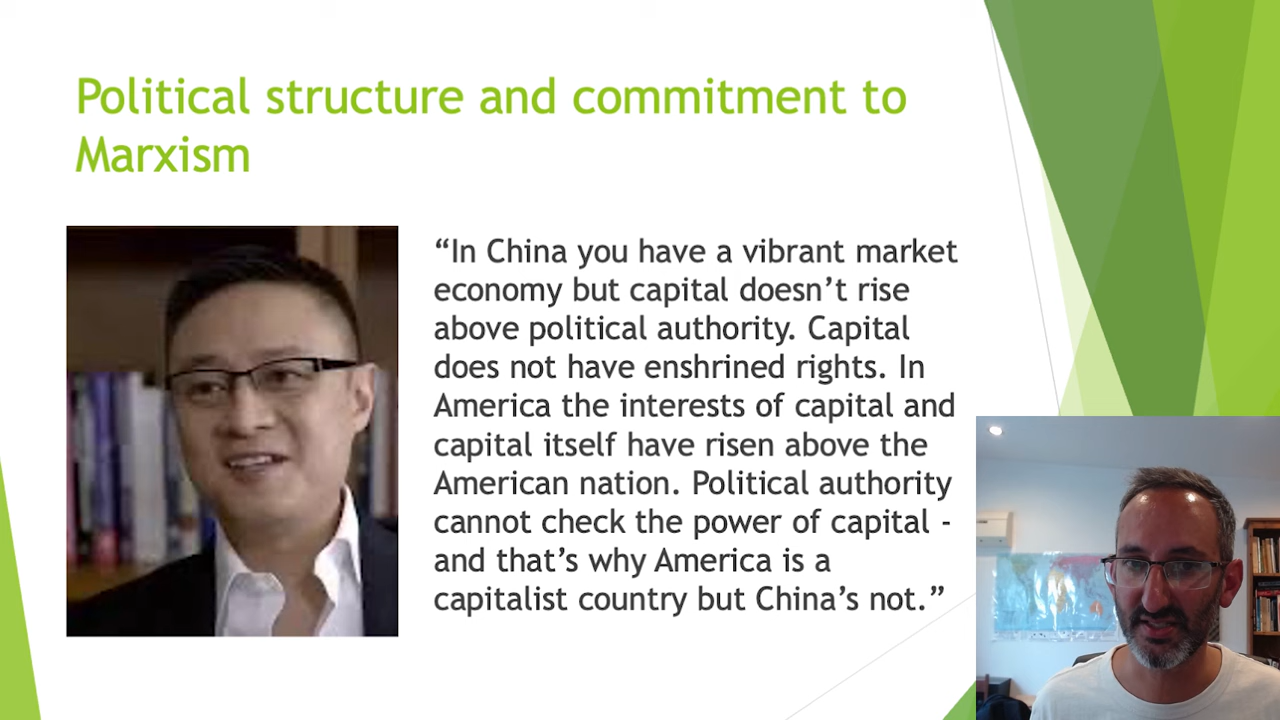 Political structure and commitment to
Marxism
“In China you have a vibrant market
economy but capital doesn’t rise
above political authority. Capital
does not have enshrined rights. In
America the interests of capital and
capital itself have risen above the
American nation. Political authority
cannot check the power of capital -
and that’s why America is a
capitalist country but China’s not.”